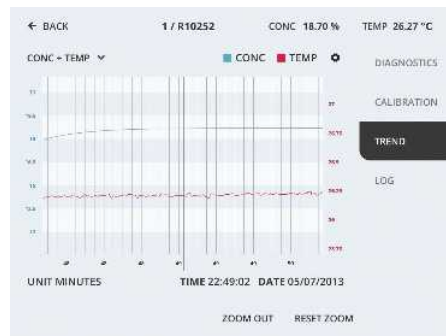 ← BACK 1 / R10252 CONC 18.70 % TEMP 26.27 °C
CONC + TEMP CONC TEMP
DIAGNOSTICS
CALIBRATION
TREND
LOG
UNIT MINUTES TIME 22:49:02 DATE 05/07/2013
ZOOM OUT RESET ZOOM